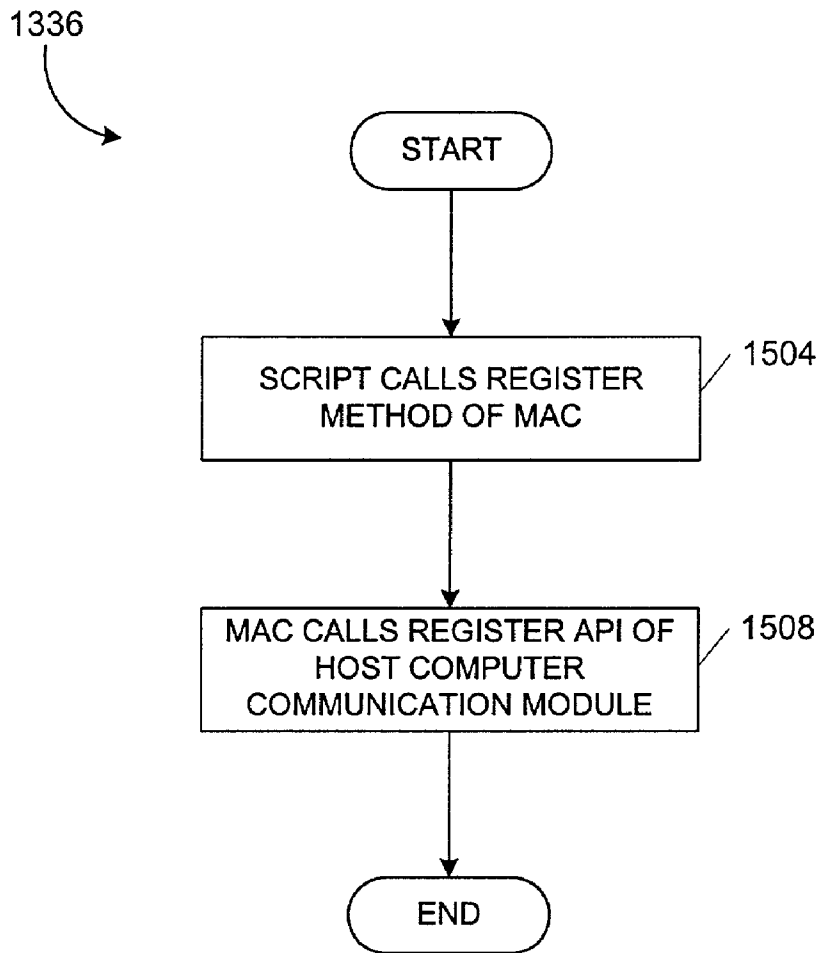 1336
START
SCRIPT CALLS REGISTER
METHOD OF MAC
1504
MAC CALLS REGISTER API OF
HOST COMPUTER
COMMUNICATION MODULE
1508
END